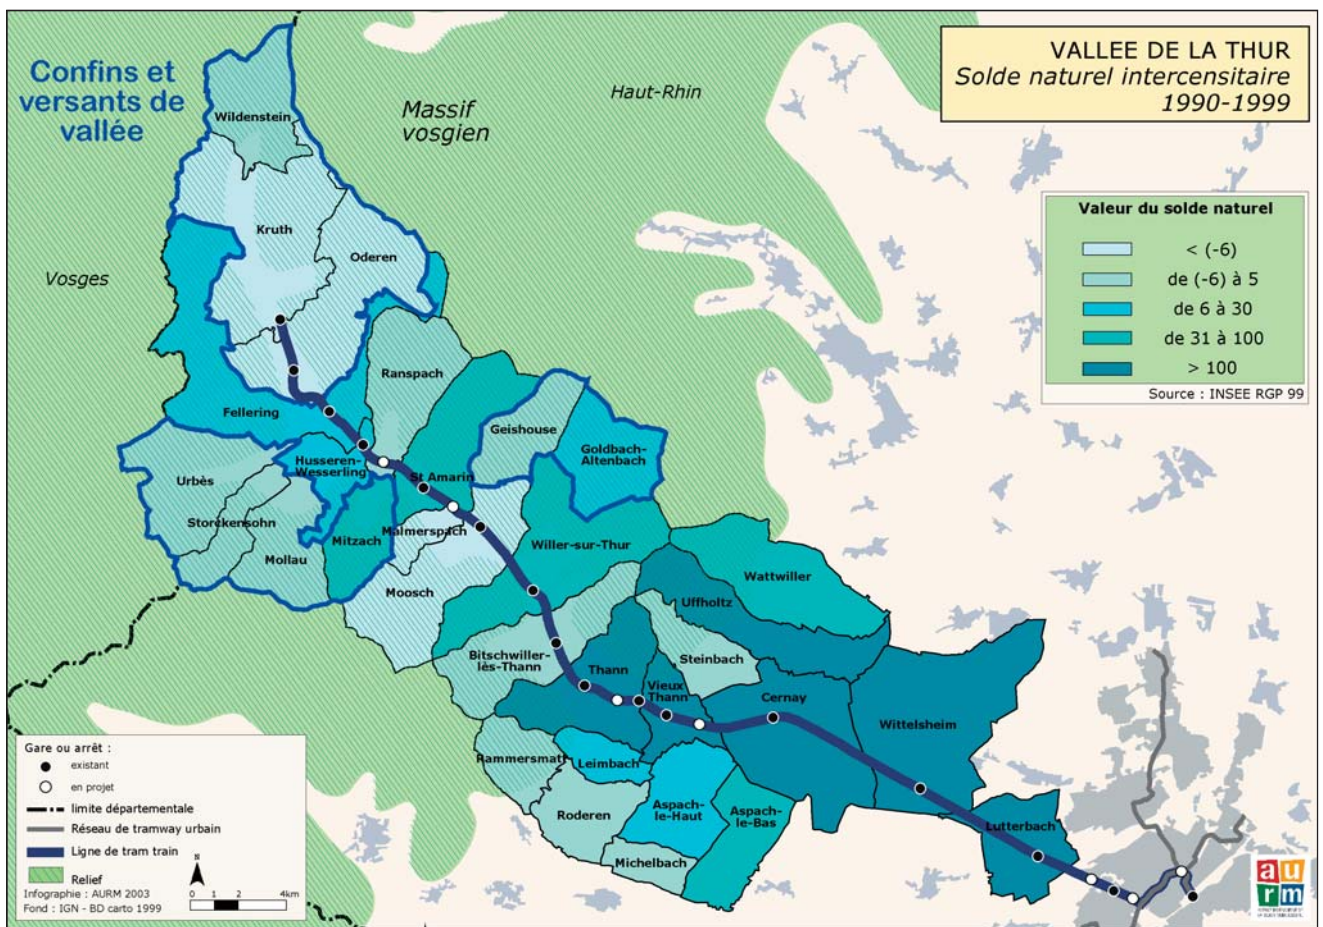 VALLEE DE LA THUR
Solde naturel intercensitaire
1990-1999
Confins et
versants de
vallée
Massif
vosgien
Haut-Rhin
Vosges
Valeur du solde naturel
< (-6)
de (-6) à 5
de 6 à 30
de 31 à 100
> 100
Source : INSEE RGP 99
Wildenstein
Kruth
Oderen
Ranspach
Fellering
Geishouse
Goldbach-
Altenbach
Husseren-
Wesserling
Urbès
St Amarin
Storckensohn
Mollau
Mitzach
Malmerspach
Moosch
Willer-sur-Thur
Wattwiller
Uffholtz
Bitschwiller-
lès-Thann
Thann
Steinbach
Vieux
Thann
Cernay
Wittelsheim
Rammersmatt
Leimbach
Roderen
Aspach-
le-Haut
Aspach-
le-Bas
Michelbach
Lutterbach
Gare ou arrêt :
existant
en projet
limite départementale
Réseau de tramway urbain
Ligne de tram train
Relief
Infographie : AURM 2003
Fond : IGN - BD carto 1999
N
0 1 2 4km
aurm